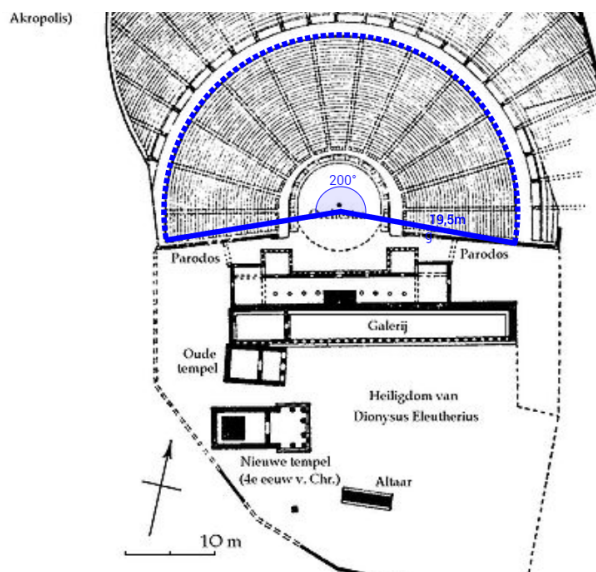 Akropolis)
200°
19,5m
Parodos
Parodos
Galerij
Oude
tempel
Heiligdom van
Dionysus Eleutherius
Nieuwe tempel
(4e eeuw v. Chr.)
Altaar
10 m